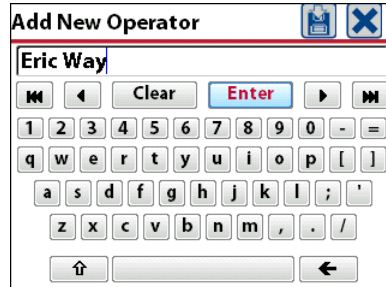 Add New Operator
Eric Way
Clear Enter
1 2 3 4 5 6 7 8 9 0 - =
q w e r t y u i o p [ ]
a s d f g h j k l ; '
z x c v b n m , . /